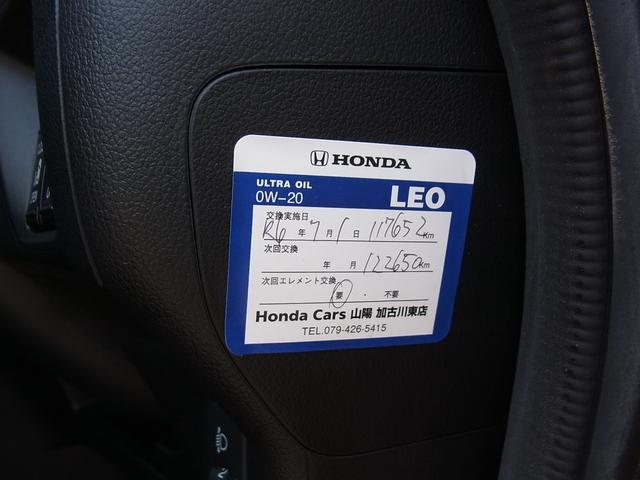 HONDA
ULTRA OIL
0W-20
LEO
交換実施日
R6年7月1日 117652Km
次回交換
年 月 122650Km
次回エレメント交換
要・不要
Honda Cars 山陽 加古川東店
TEL.079-426-5415